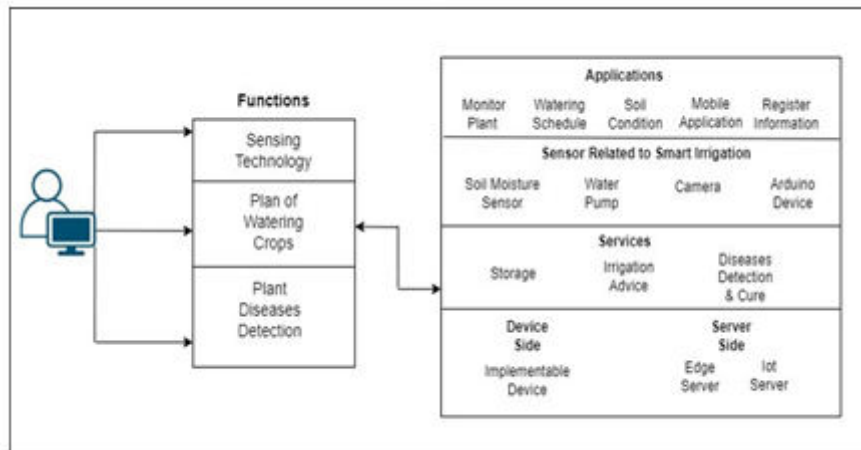 Functions
Sensing
Technology
Plan of
Watering
Crops
Plant
Diseases
Detection
Applications
Monitor Watering Soil Mobile Register
Plant Schedule Condition Application Information
Sensor Related to Smart Irrigation
Soil Moisture Water Camera Arduino
Sensor Pump Device
Services
Storage Irrigation Diseases
Advice Detection
& Cure
Device Server
Side Side
Implementable Edge Iot
Device Server Server